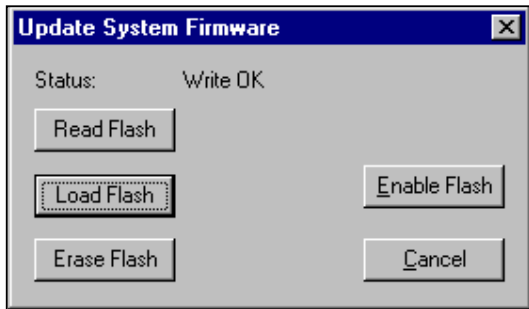 Update System Firmware
Status: Write OK
Read Flash
Load Flash
Enable Flash
Erase Flash
Cancel